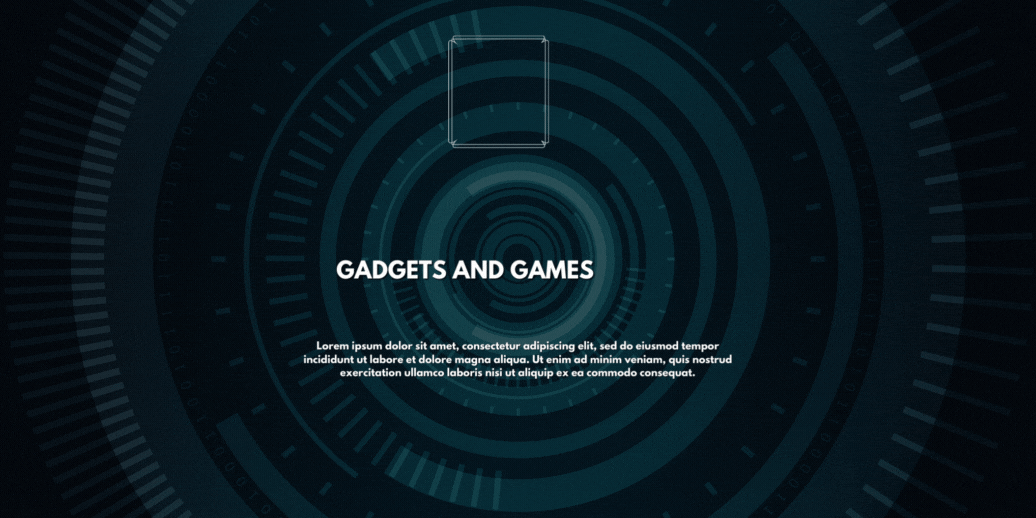 GADGETS AND GAMES
Lorem ipsum dolor sit amet, consectetur adipiscing elit, sed do eiusmod tempor
incididunt ut labore et dolore magna aliqua. Ut enim ad minim veniam, quis nostrud
exercitation ullamco laboris nisi ut aliquip ex ea commodo consequat.